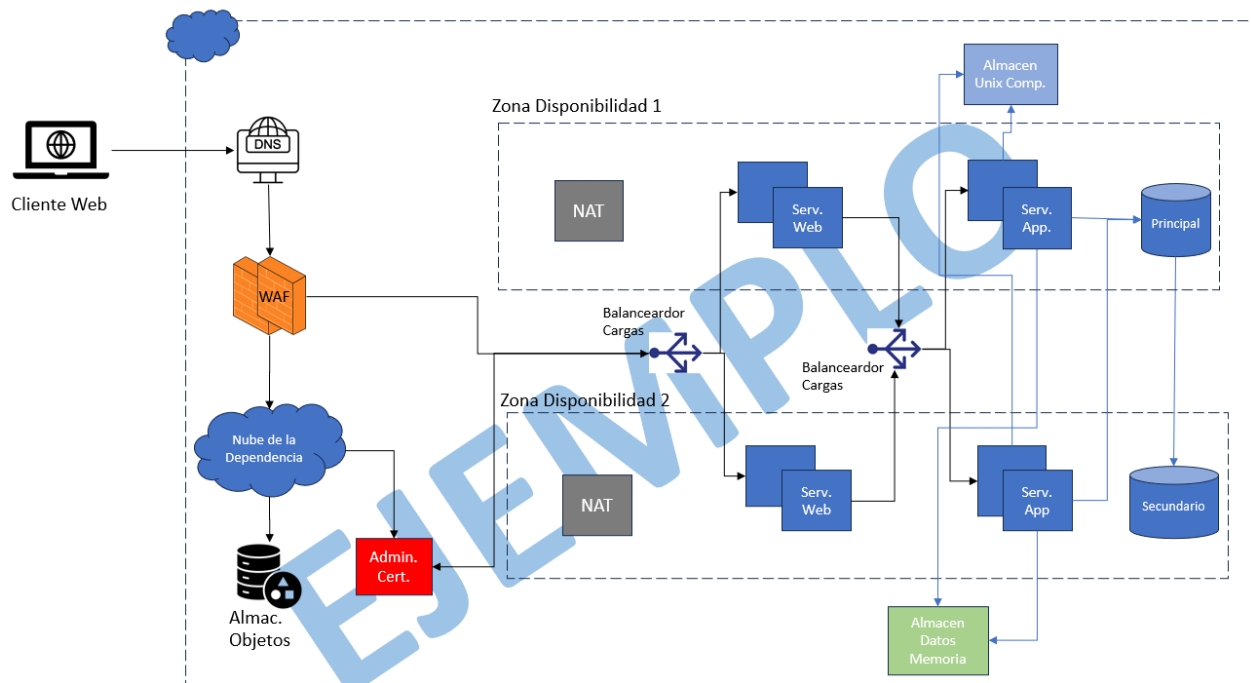 Almacen
Unix Comp.
Zona Disponibilidad 1
DNS
Cliente Web
NAT
Serv.
Web
Serv.
App.
Principal
WAF
Balanceardor
Cargas
Balanceardor
Cargas
Zona Disponibilidad 2
Nube de la
Dependencia
NAT
Serv.
Web
Serv.
App
Secundario
Admin.
Cert.
Almac.
Objetos
Almacen
Datos
Memoria
EJEMPLO